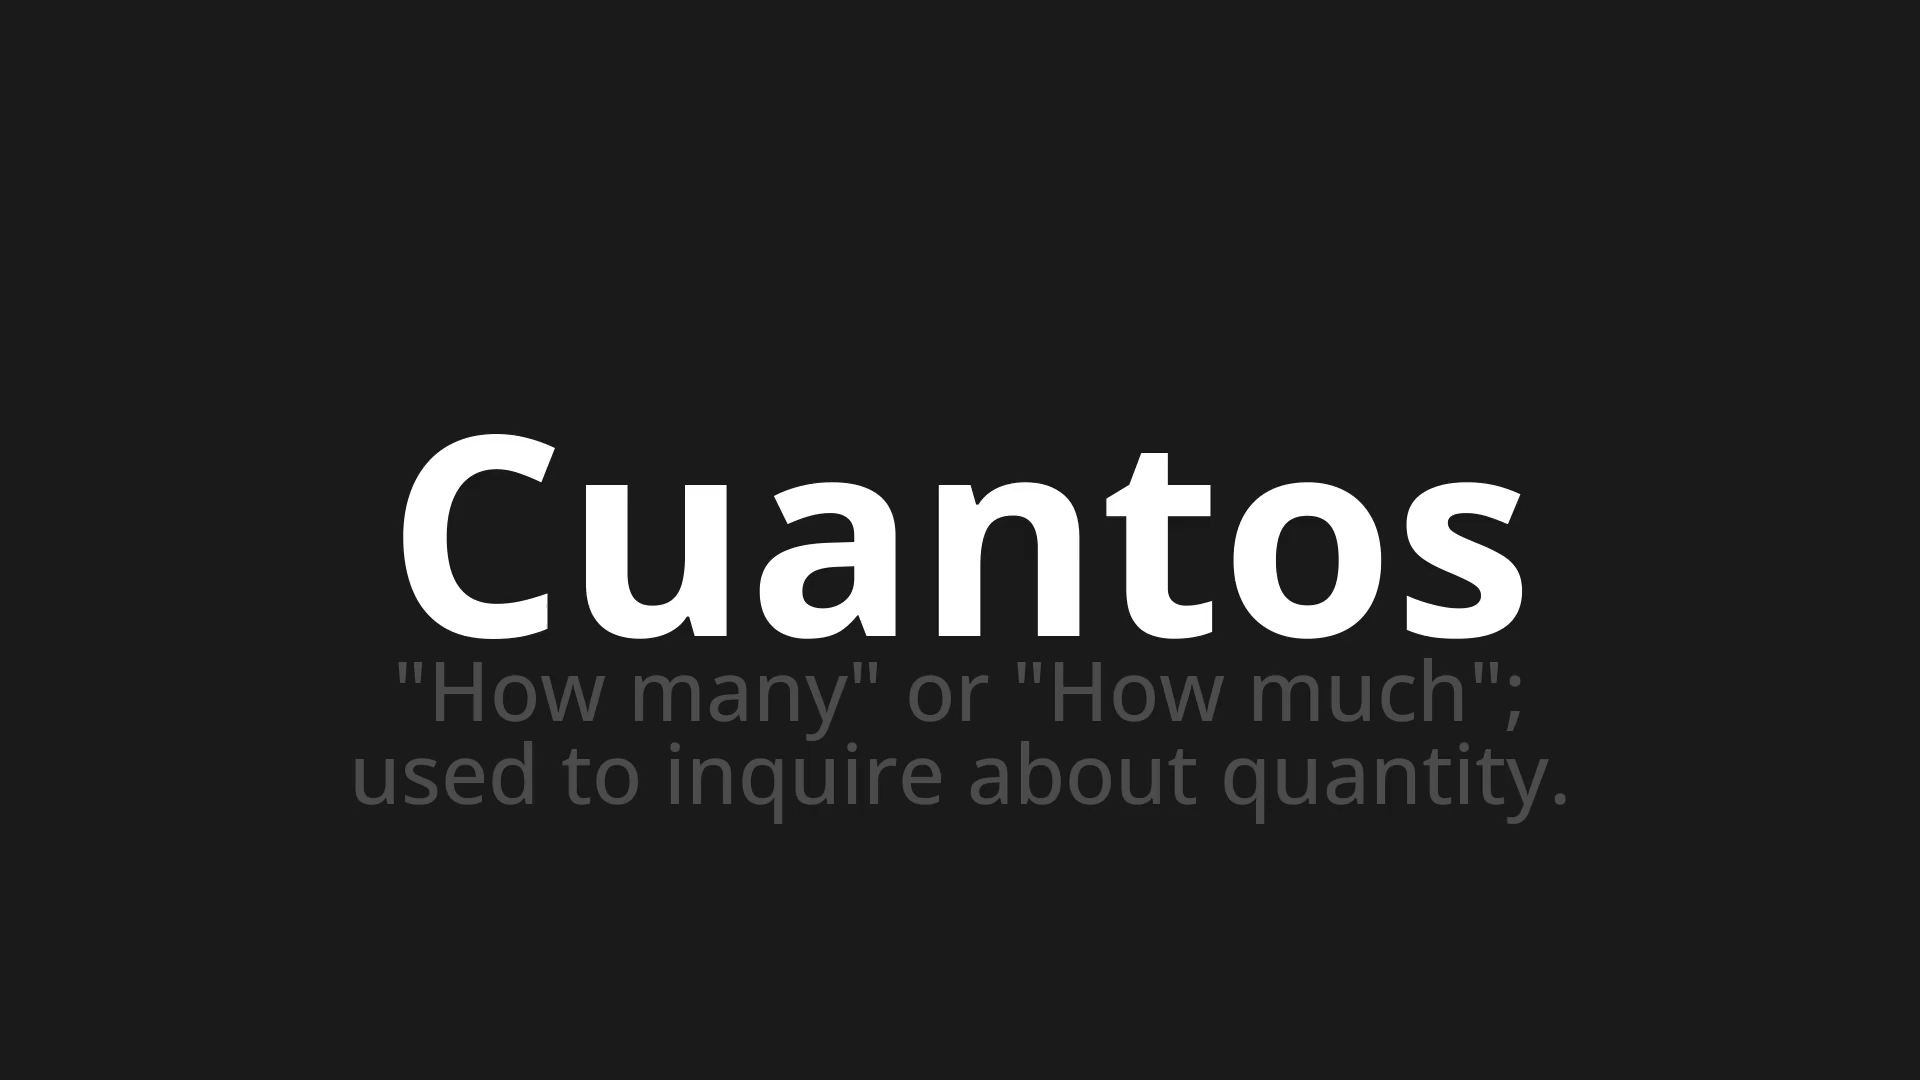 Cuantos
"How many" or "How much";
used to inquire about quantity.